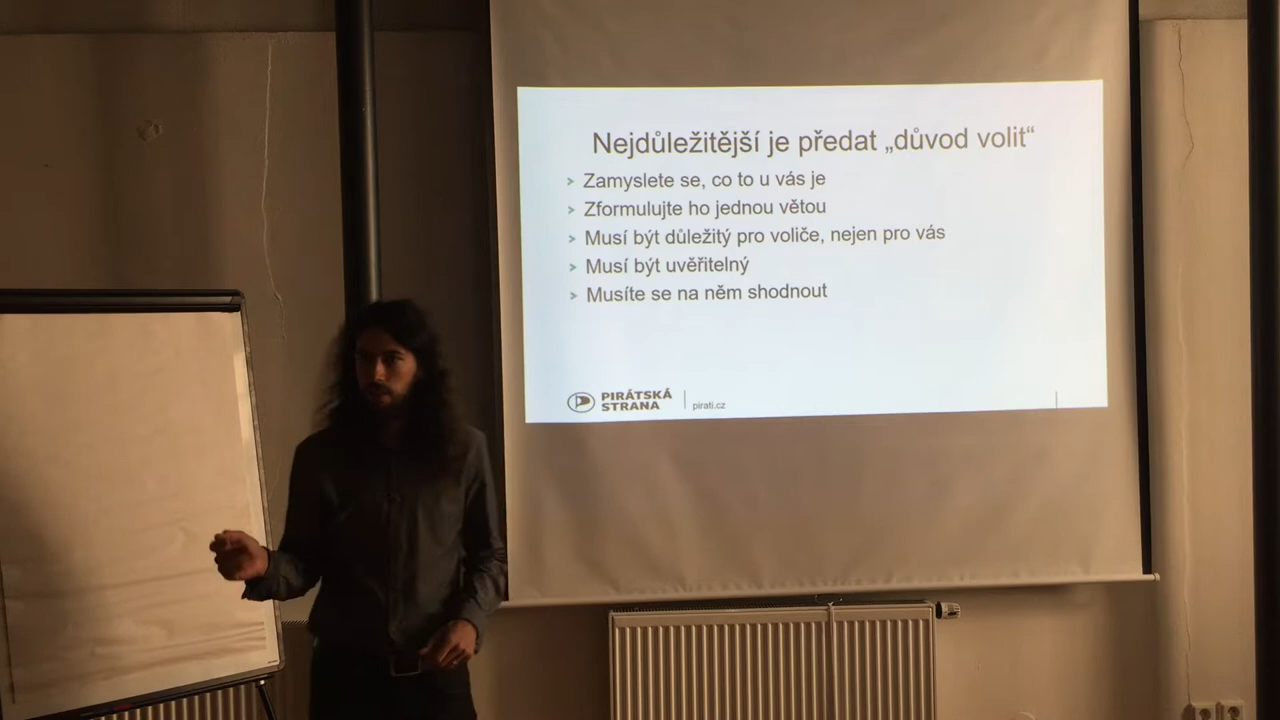 Nejdůležitější je předat „důvod volit“
Zamyslete se, co to u vás je
Zformulujte ho jednou větou
Musí být důležitý pro voliče, nejen pro vás
Musí být uvěřitelný
Musíte se na něm shodnout
PIRÁTSKÁ
STRANA
pirati.cz